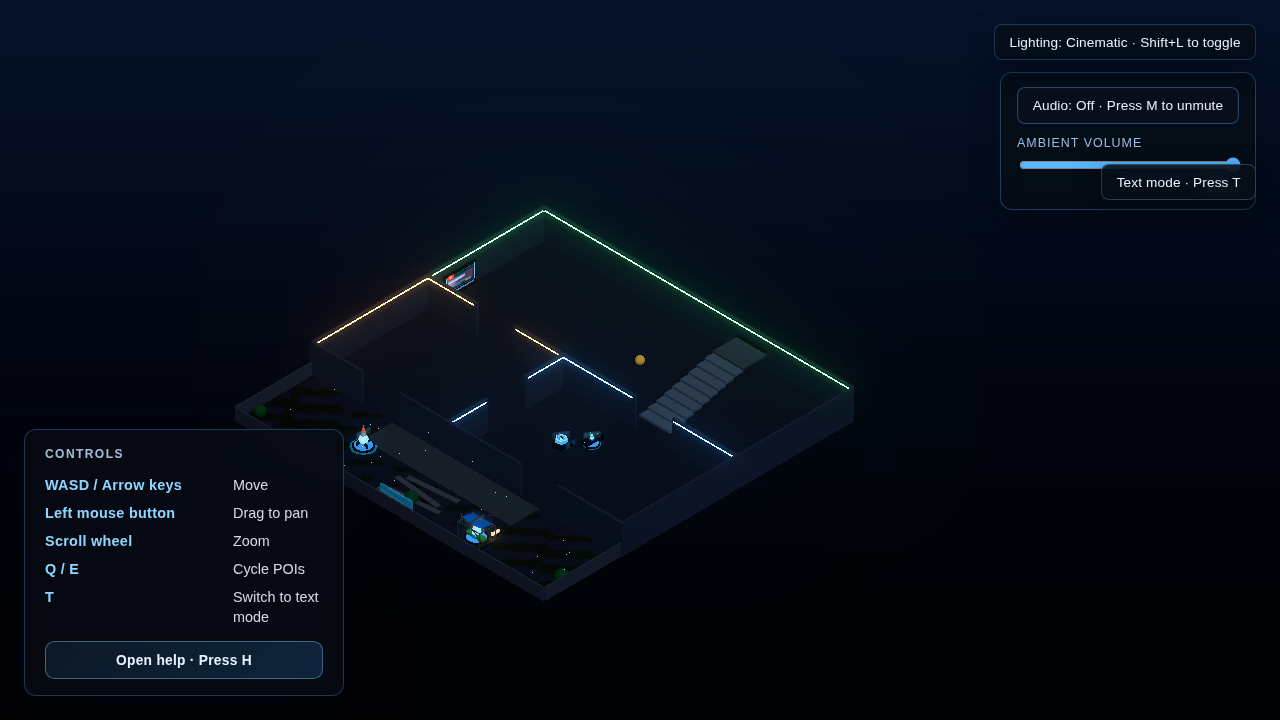 Lighting: Cinematic · Shift+L to toggle
Audio: Off · Press M to unmute
AMBIENT VOLUME
Text mode · Press T
CONTROLS
WASD / Arrow keys Move
Left mouse button Drag to pan
Scroll wheel Zoom
Q / E Cycle POIs
T Switch to text
mode
Open help · Press H